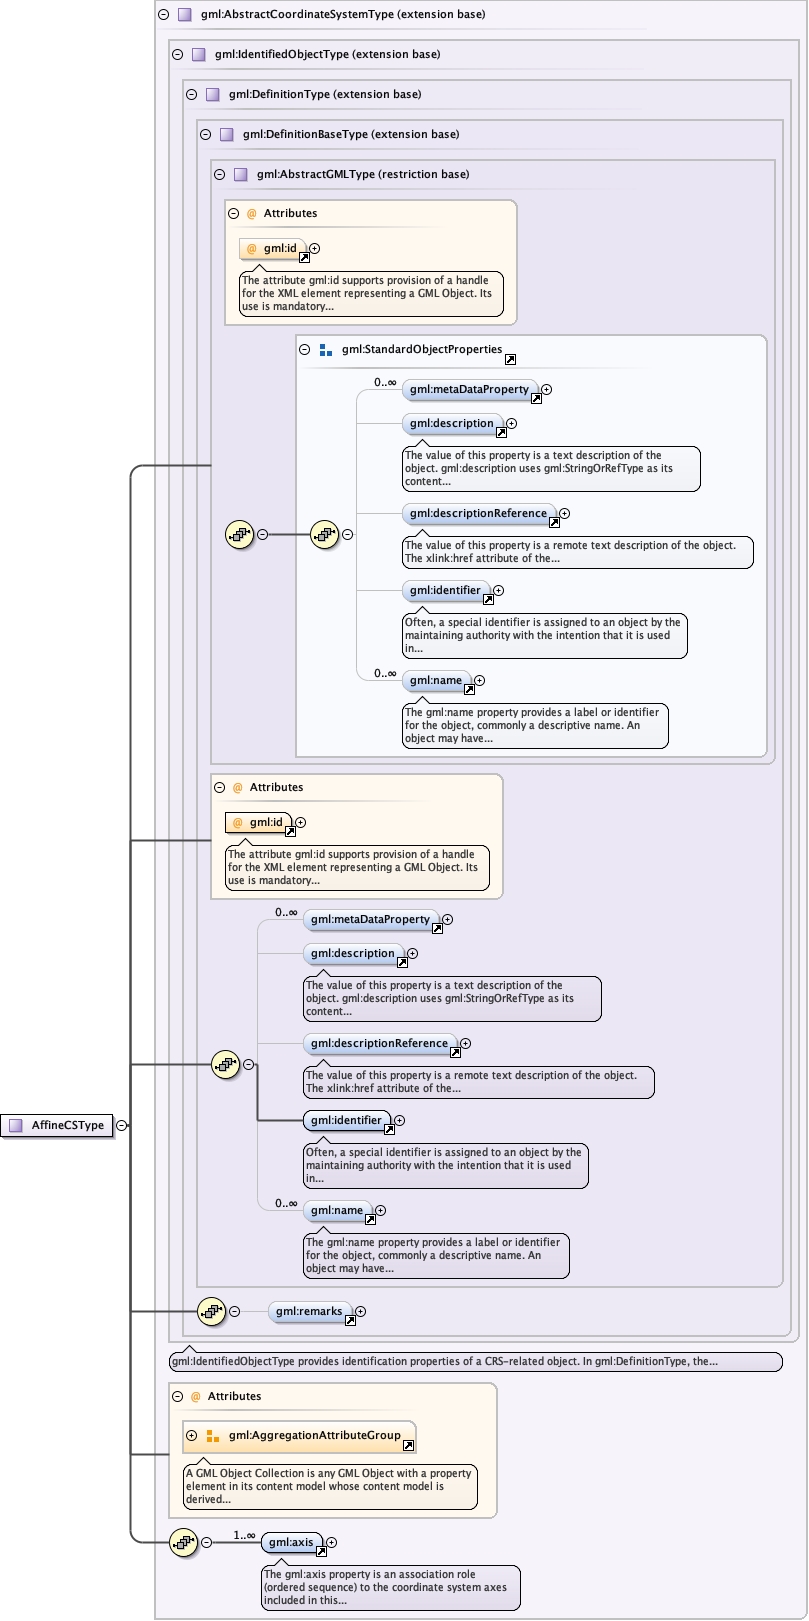 gml:AbstractCoordinateSystemType (extension base)
gml:IdentifiedObjectType (extension base)
gml:DefinitionType (extension base)
gml:DefinitionBaseType (extension base)
gml:AbstractGMLType (restriction base)
@ Attributes
@ gml:id
The attribute gml:id supports provision of a handle
for the XML element representing a GML Object. Its
use is mandatory...
gml:StandardObjectProperties
0..∞
gml:metaDataProperty
gml:description
The value of this property is a text description of the
object. gml:description uses gml:StringOrRefType as its
content...
gml:descriptionReference
The value of this property is a remote text description of the object.
The xlink:href attribute of the...
gml:identifier
Often, a special identifier is assigned to an object by the
maintaining authority with the intention that it is used
in...
0..∞
gml:name
The gml:name property provides a label or identifier
for the object, commonly a descriptive name. An
object may have...
@ Attributes
@ gml:id
The attribute gml:id supports provision of a handle
for the XML element representing a GML Object. Its
use is mandatory...
0..∞
gml:metaDataProperty
gml:description
The value of this property is a text description of the
object. gml:description uses gml:StringOrRefType as its
content...
gml:descriptionReference
The value of this property is a remote text description of the object.
The xlink:href attribute of the...
AffineCSType
gml:identifier
Often, a special identifier is assigned to an object by the
maintaining authority with the intention that it is used
in...
0..∞
gml:name
The gml:name property provides a label or identifier
for the object, commonly a descriptive name. An
object may have...
gml:remarks
gml:IdentifiedObjectType provides identification properties of a CRS-related object. In gml:DefinitionType, the...
@ Attributes
gml:AggregationAttributeGroup
A GML Object Collection is any GML Object with a property
element in its content model whose content model is
derived...
1..∞
gml:axis
The gml:axis property is an association role
(ordered sequence) to the coordinate system axes
included in this...